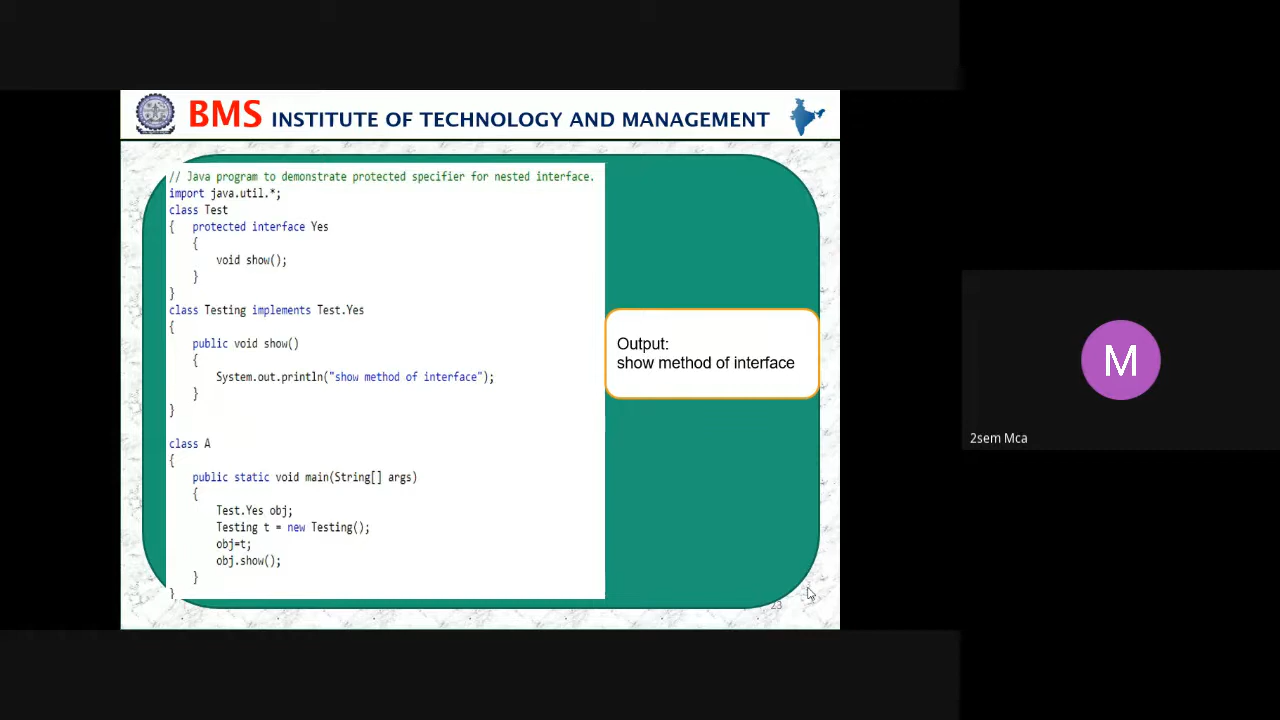 BMS INSTITUTE OF TECHNOLOGY AND MANAGEMENT
// Java program to demonstrate protected specifier for nested interface.
import java.util.*;
class Test
{ protected interface Yes
{
void show();
}
}
class Testing implements Test.Yes
{
public void show()
{
System.out.println("show method of interface");
}
}
class A
{
public static void main(String[] args)
{
Test.Yes obj;
Testing t = new Testing();
obj=t;
obj.show();
}
}
Output:
show method of interface
23
M
2sem Mca